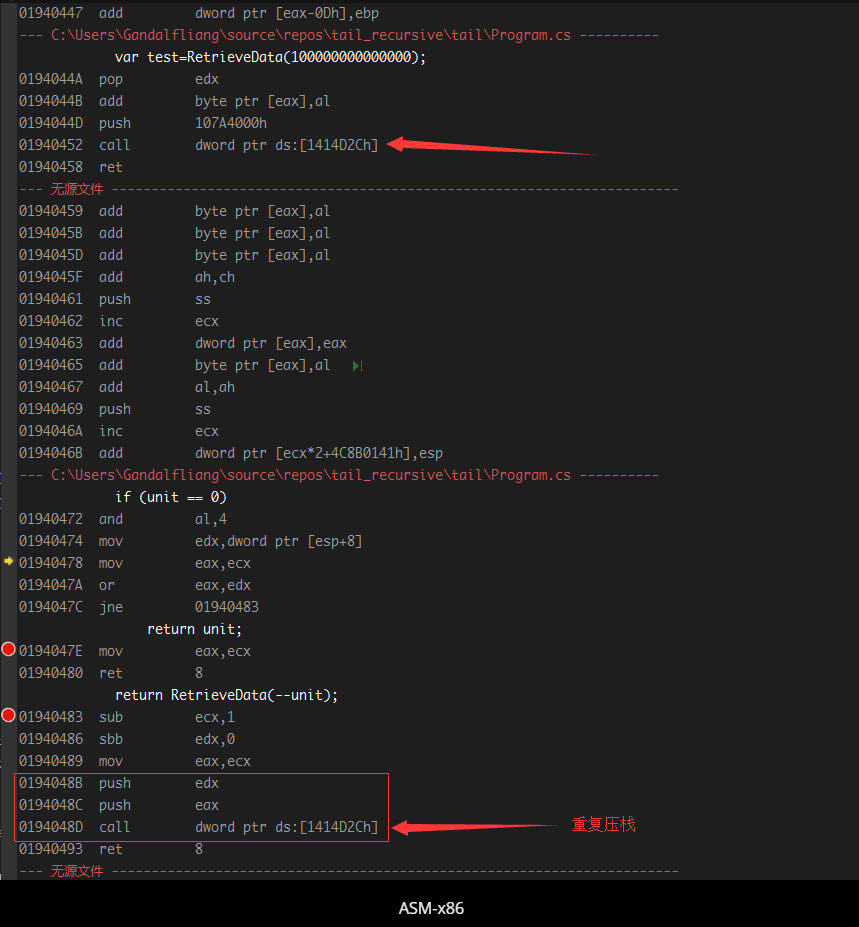 01940447 add dword ptr [eax-0Dh],ebp
--- C:\Users\Gandalfliang\source\repos\tail_recursive\tail\Program.cs ----------
var test=RetrieveData(100000000000000);
0194044A pop edx
0194044B add byte ptr [eax],al
0194044D push 107A4000h
01940452 call dword ptr ds:[1414D2Ch]
01940458 ret
--- 无源文件 -----------------------------------------------------------------------
01940459 add byte ptr [eax],al
0194045B add byte ptr [eax],al
0194045D add byte ptr [eax],al
0194045F add ah,ch
01940461 push ss
01940462 inc ecx
01940463 add dword ptr [eax],eax
01940465 add byte ptr [eax],al
01940467 add al,ah
01940469 push ss
0194046A inc ecx
0194046B add dword ptr [ecx*2+4C8B0141h],esp
--- C:\Users\Gandalfliang\source\repos\tail_recursive\tail\Program.cs ----------
if (unit == 0)
01940472 and al,4
01940474 mov edx,dword ptr [esp+8]
01940478 mov eax,ecx
0194047A or eax,edx
0194047C jne 01940483
return unit;
0194047E mov eax,ecx
01940480 ret 8
return RetrieveData(--unit);
01940483 sub ecx,1
01940486 sbb edx,0
01940489 mov eax,ecx
0194048B push edx
0194048C push eax
0194048D call dword ptr ds:[1414D2Ch]
重复压栈
01940493 ret 8
--- 无源文件 -----------------------------------------------------------------------
ASM-x86